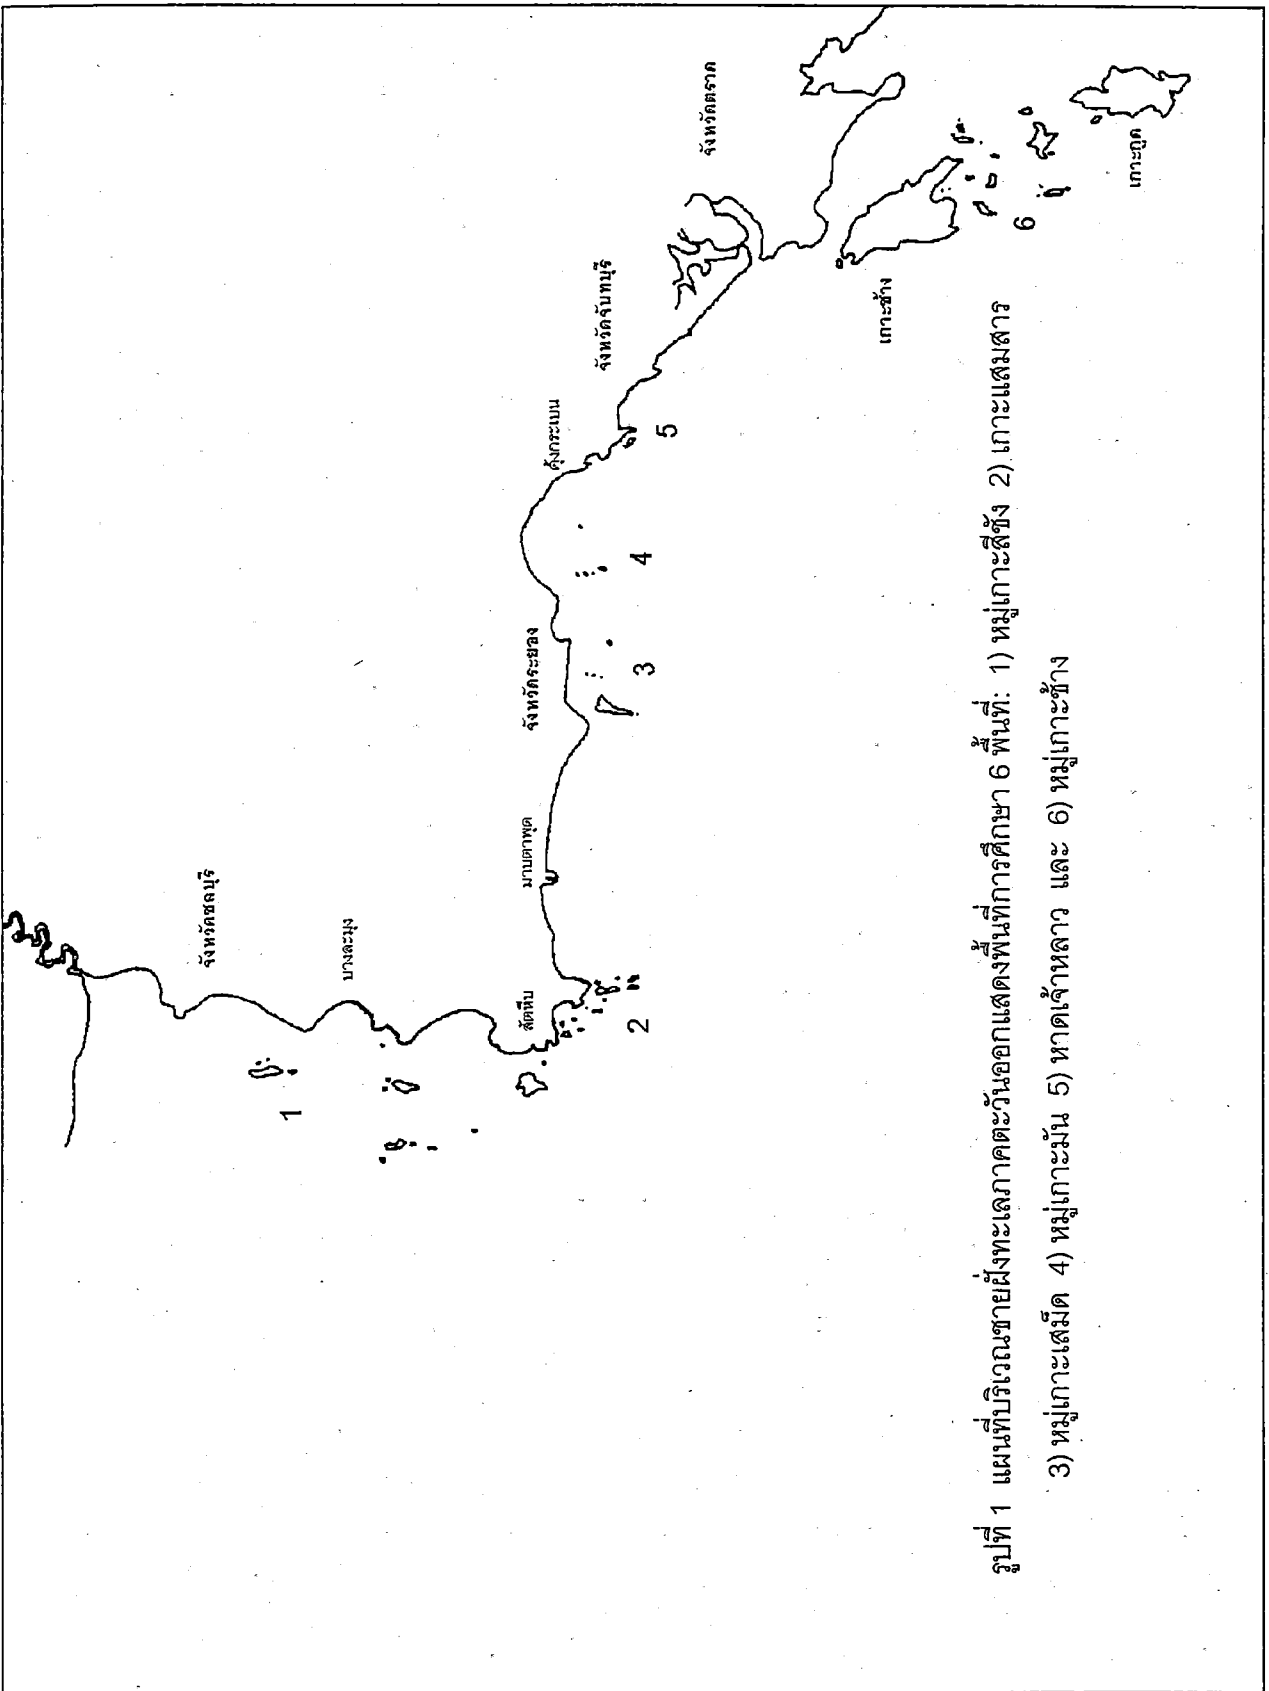 จังหวัดชลบุรี
บางละมุง
สัตหีบ
มาบตาพุด
จังหวัดระยอง
คุ้งกระเบน
จังหวัดจันทบุรี
จังหวัดตราด
เกาะช้าง
เกาะกูด
1
2
3
4
5
6
รูปที่ 1 แผนที่บริเวณชายฝั่งทะเลภาคตะวันออกแสดงพื้นที่การศึกษา 6 พื้นที่: 1) หมู่เกาะสีชัง 2) เกาะแสมสาร
3) หมู่เกาะเสม็ด 4) หมู่เกาะมัน 5) หาดเจ้าหลาว และ 6) หมู่เกาะช้าง